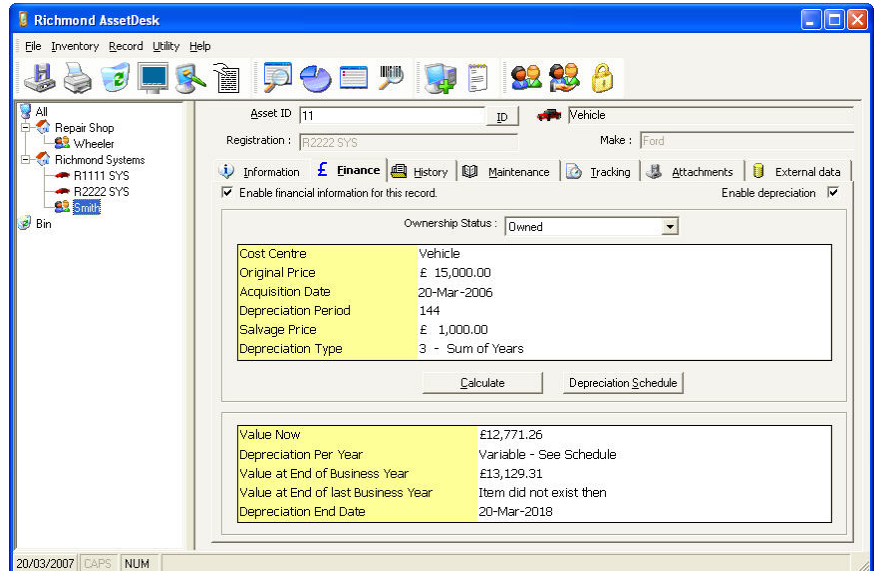 Richmond AssetDesk
File Inventory Record Utility Help
All
Repair Shop
Wheeler
Richmond Systems
R1111 SYS
R2222 SYS
Smith
Bin
Asset ID 11 ID Vehicle
Registration : R2222 SYS Make : Ford
Information £ Finance History Maintenance Tracking Attachments External data
Enable financial information for this record. Enable depreciation
Ownership Status : Owned
Cost Centre Vehicle
Original Price £ 15,000.00
Acquisition Date 20-Mar-2006
Depreciation Period 144
Salvage Price £ 1,000.00
Depreciation Type 3 - Sum of Years
Calculate Depreciation Schedule
Value Now £12,771.26
Depreciation Per Year Variable - See Schedule
Value at End of Business Year £13,129.31
Value at End of last Business Year Item did not exist then
Depreciation End Date 20-Mar-2018
20/03/2007 CAPS NUM